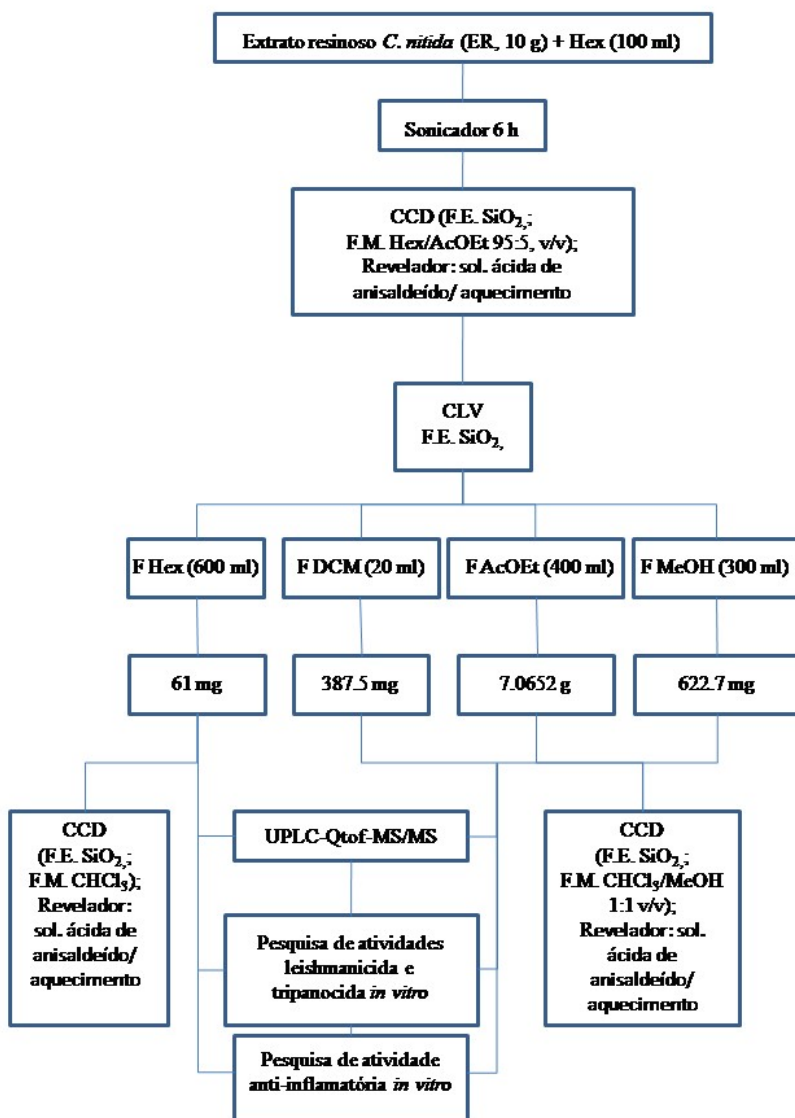 Extrato resinoso C. nitida (ER, 10 g) + Hex (100 ml)
Sonicador 6 h
CCD (F.E. SiO₂,;
F.M. Hex/AcOEt 95:5, v/v);
Revelador: sol. ácida de
anisaldeído/ aquecimento
CLV
F.E. SiO₂,
F Hex (600 ml)
F DCM (20 ml)
F AcOEt (400 ml)
F MeOH (300 ml)
61 mg
387.5 mg
7.0652 g
622.7 mg
CCD
(F.E. SiO₂,;
F.M. CHCl₃);
Revelador:
sol. ácida de
anisaldeído/
aquecimento
UPLC-Qtof-MS/MS
Pesquisa de atividades
leishmanicida e
tripanocida in vitro
Pesquisa de atividade
anti-inflamatória in vitro
CCD
(F.E. SiO₂,;
F.M. CHCl₃/MeOH
1:1 v/v);
Revelador: sol.
ácida de
anisaldeído/
aquecimento